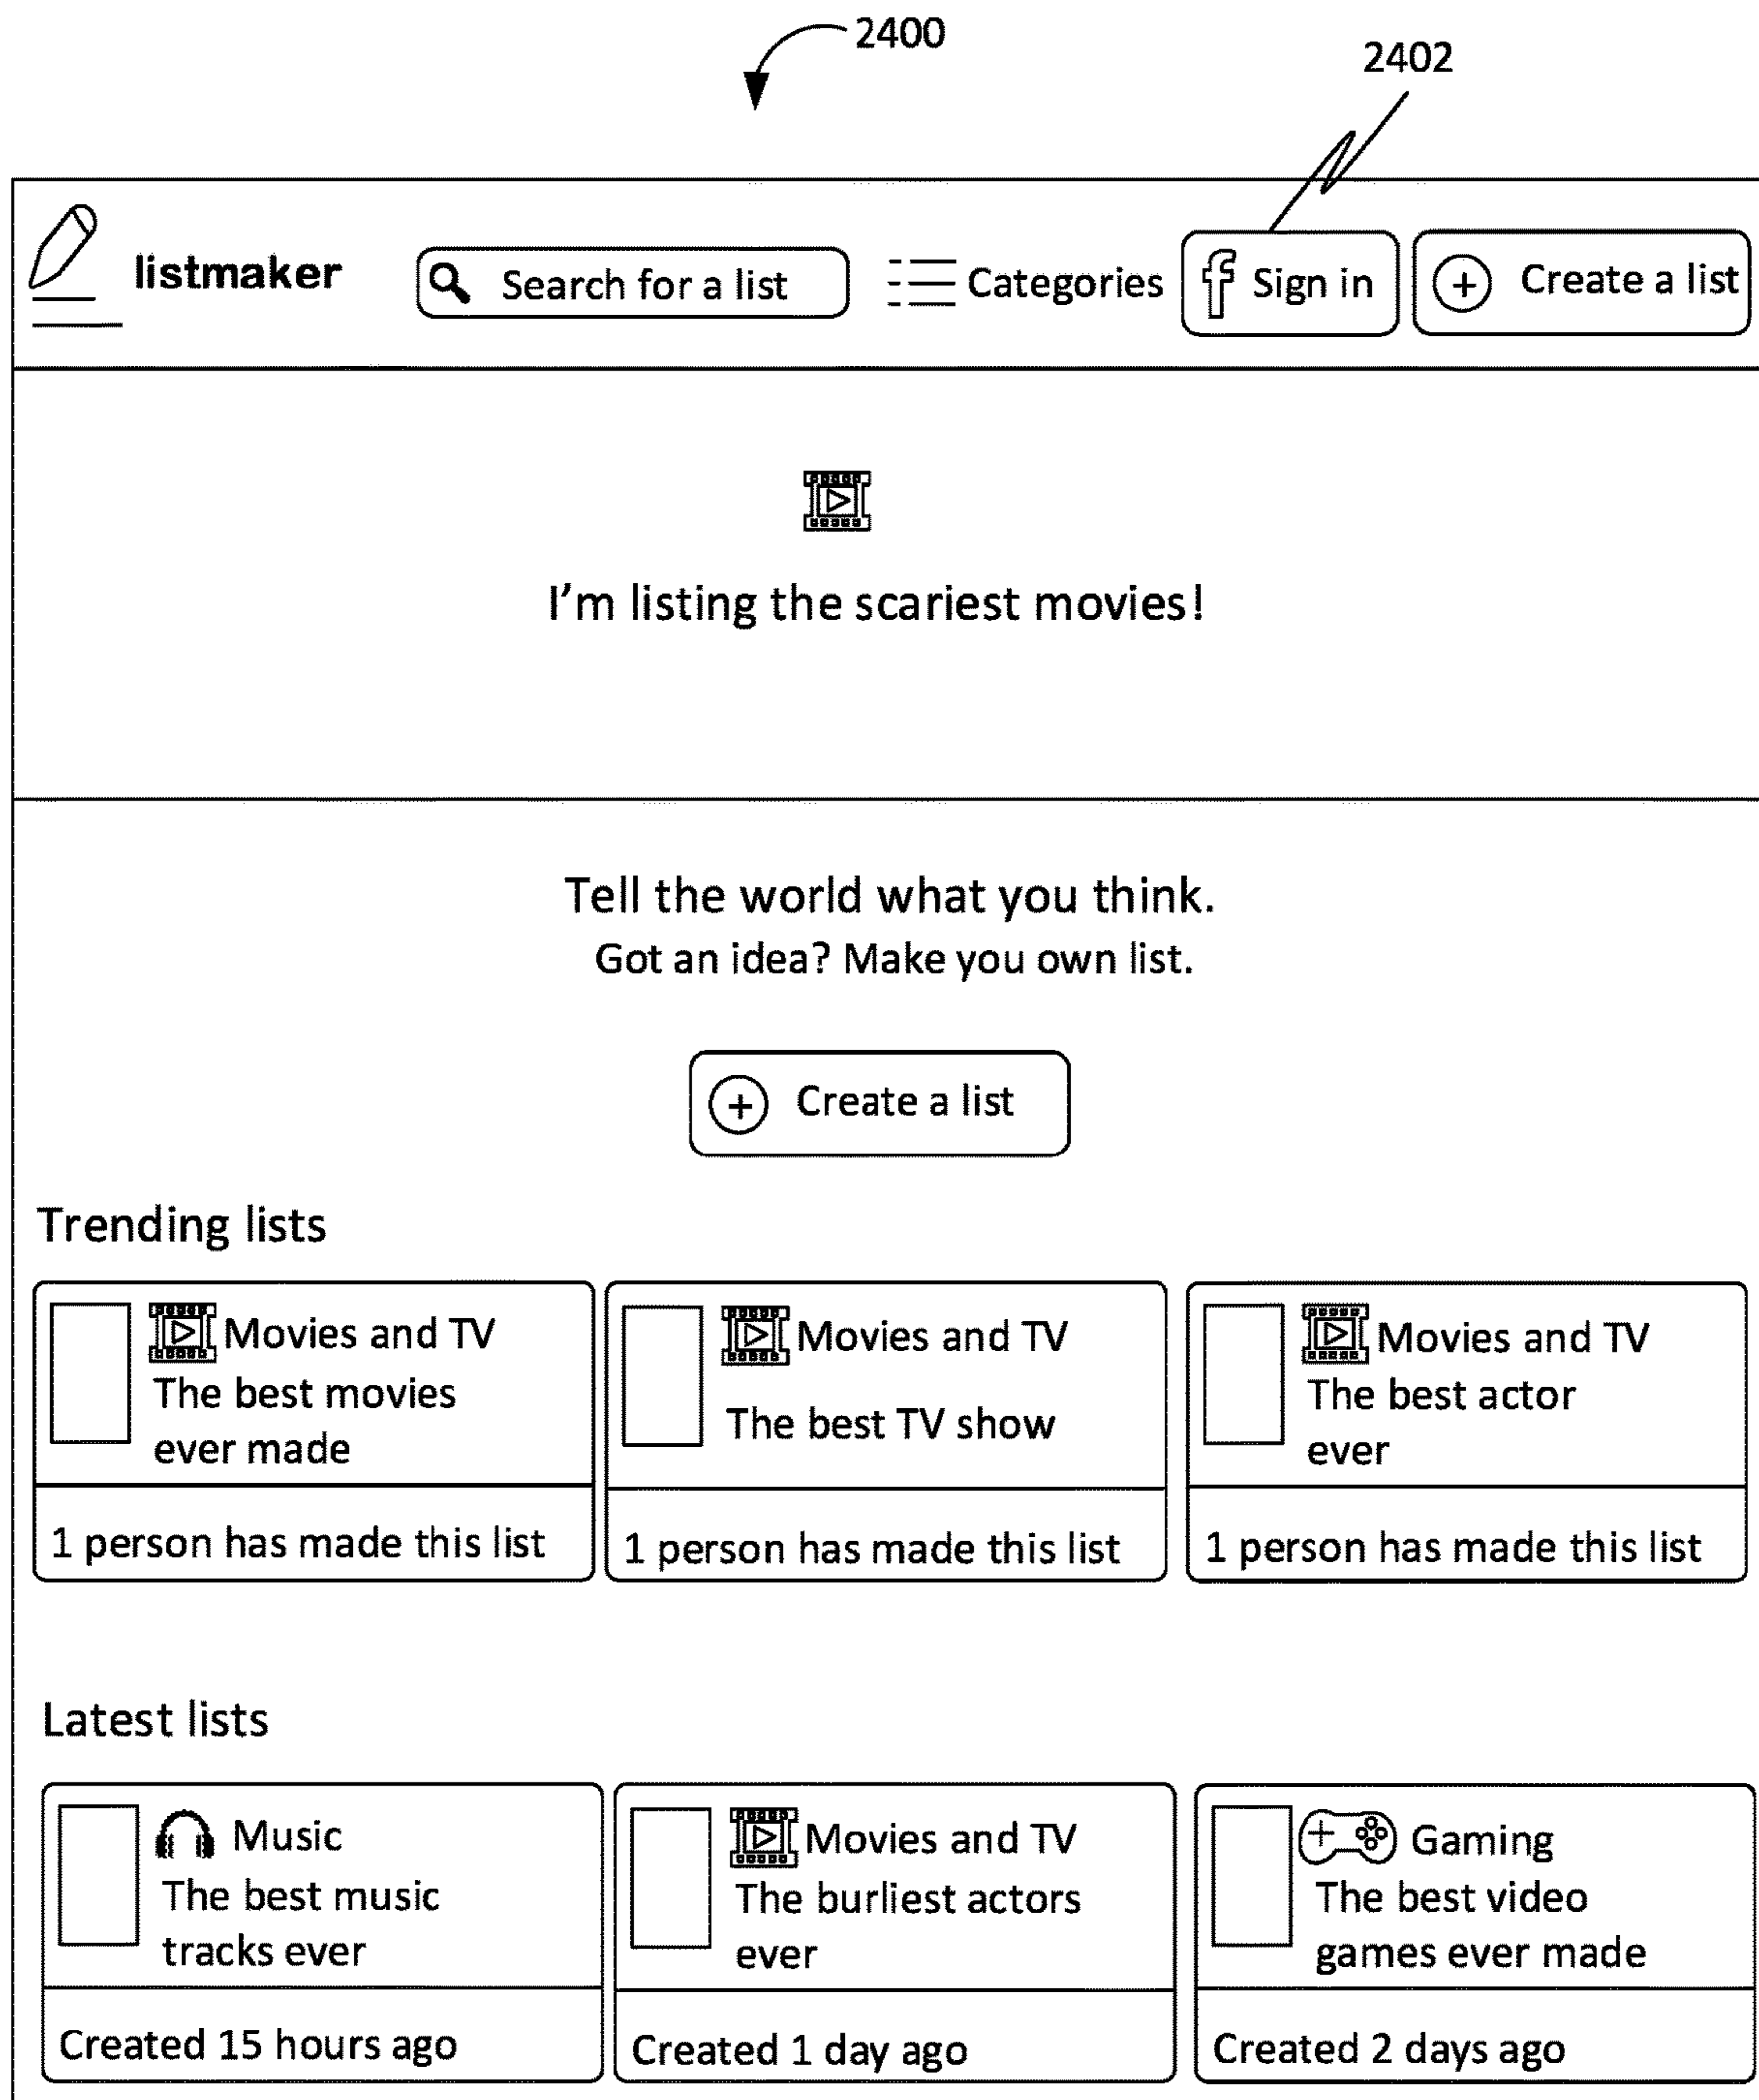 2400
2402
listmaker
Search for a list
Categories
f Sign in
+ Create a list
I'm listing the scariest movies!
Tell the world what you think.
Got an idea? Make you own list.
+ Create a list
Trending lists
Movies and TV
The best movies
ever made
1 person has made this list
Movies and TV
The best TV show
1 person has made this list
Movies and TV
The best actor
ever
1 person has made this list
Latest lists
Music
The best music
tracks ever
Created 15 hours ago
Movies and TV
The burliest actors
ever
Created 1 day ago
Gaming
The best video
games ever made
Created 2 days ago